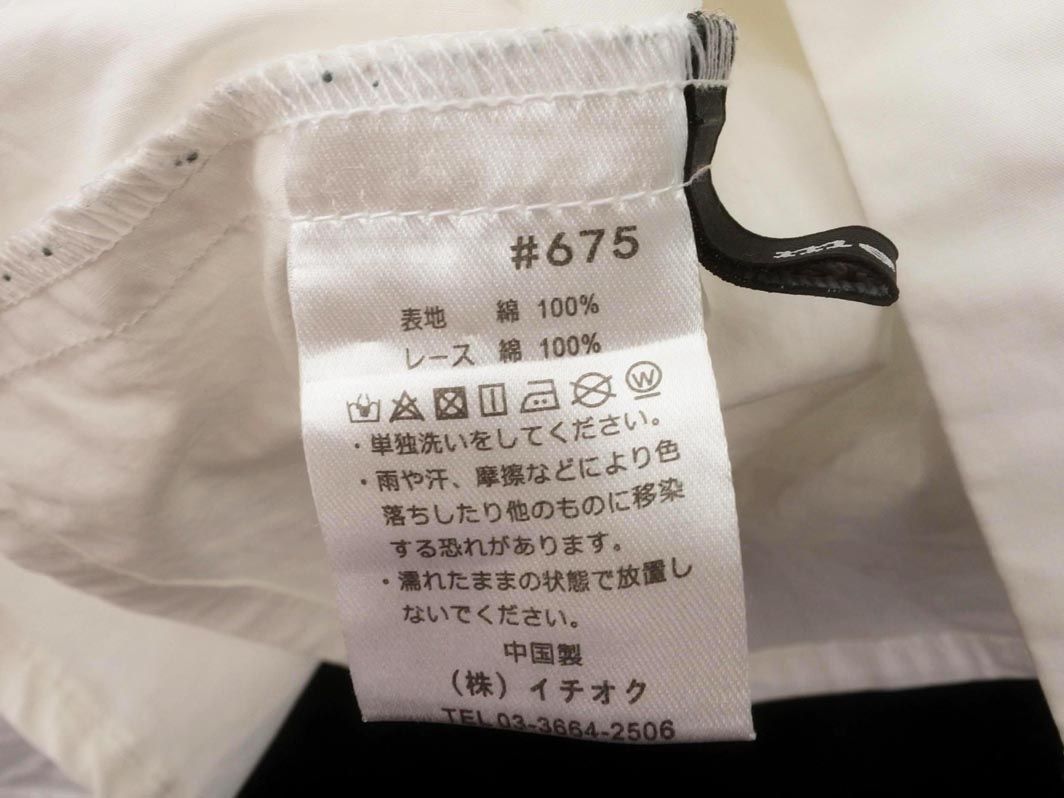 #675
表地 綿 100%
レース 綿 100%
W
・単独洗いをしてください。
・雨や汗、摩擦などにより色
落ちしたり他のものに移染
する恐れがあります。
・濡れたままの状態で放置し
ないでください。
中国製
(株)イチオク
TEL 03-3664-2506